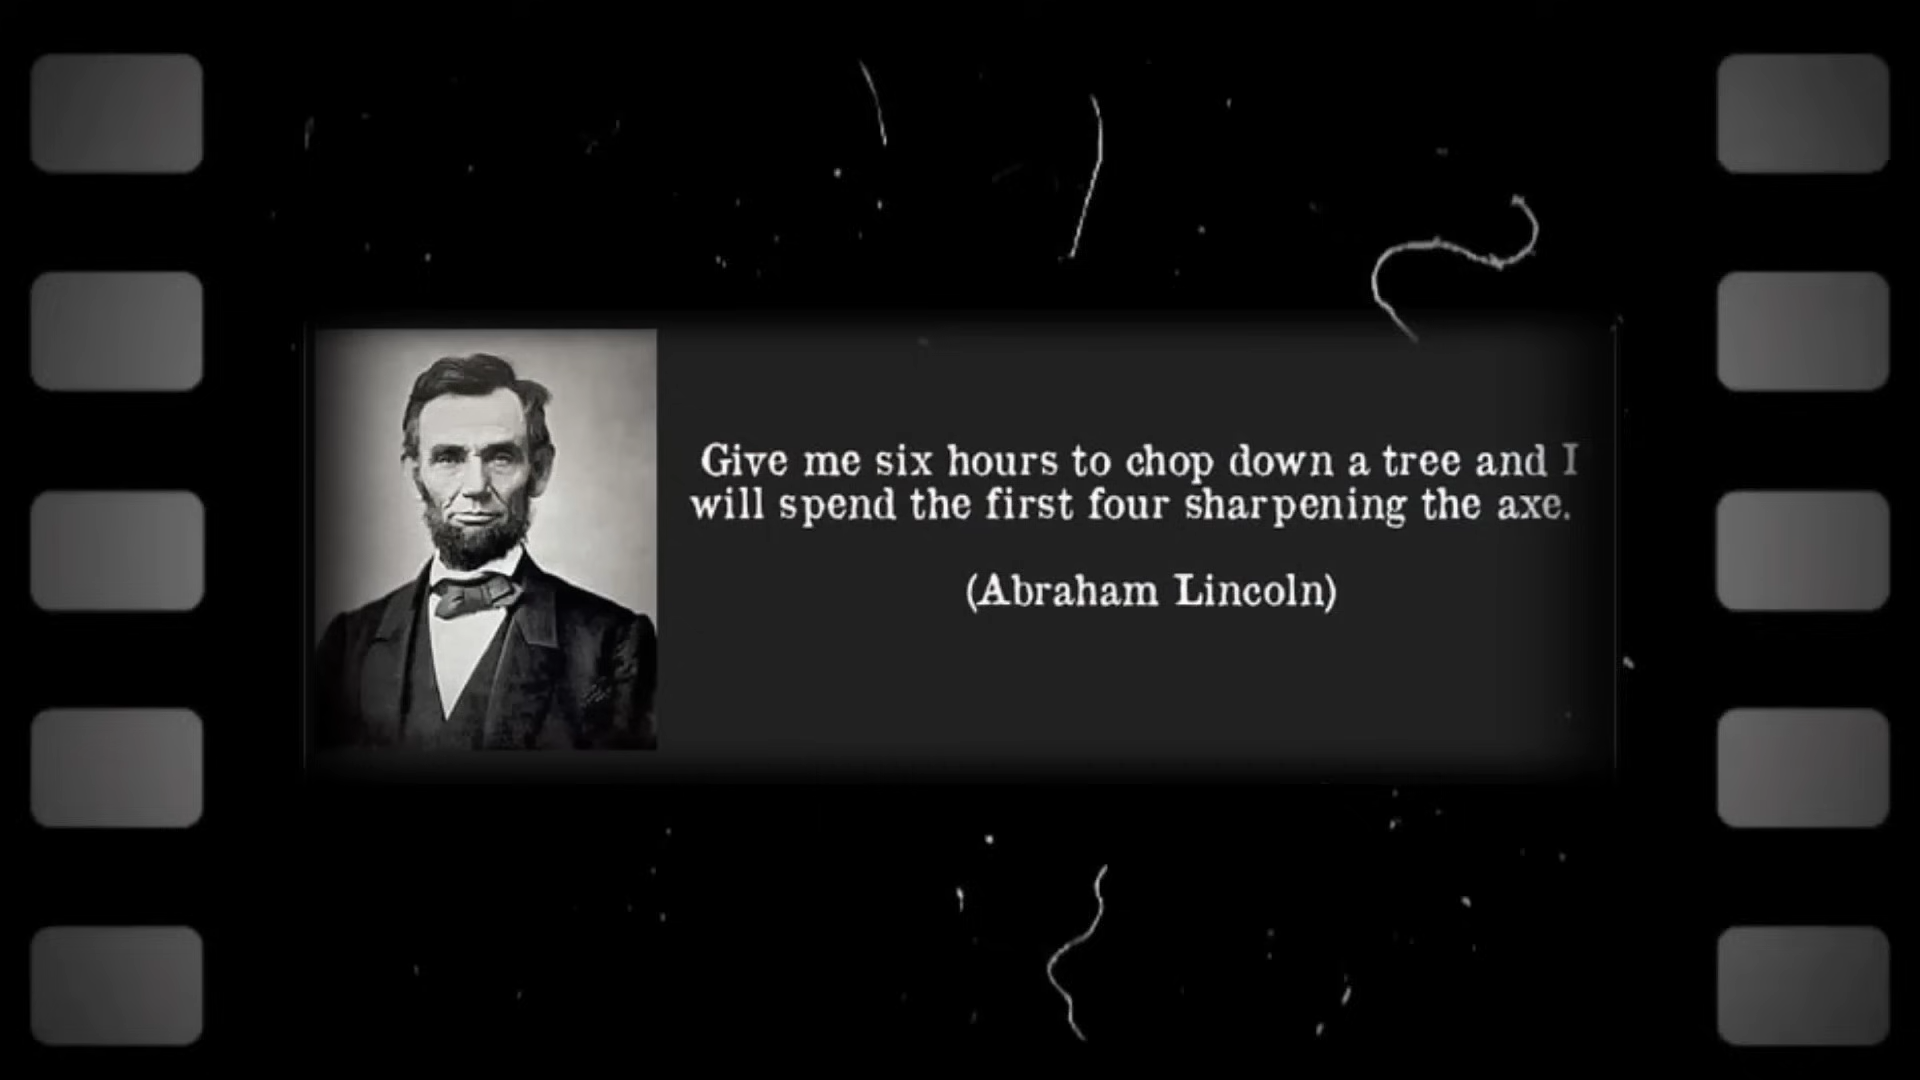 Give me six hours to chop down a tree and I
will spend the first four sharpening the axe.
(Abraham Lincoln)